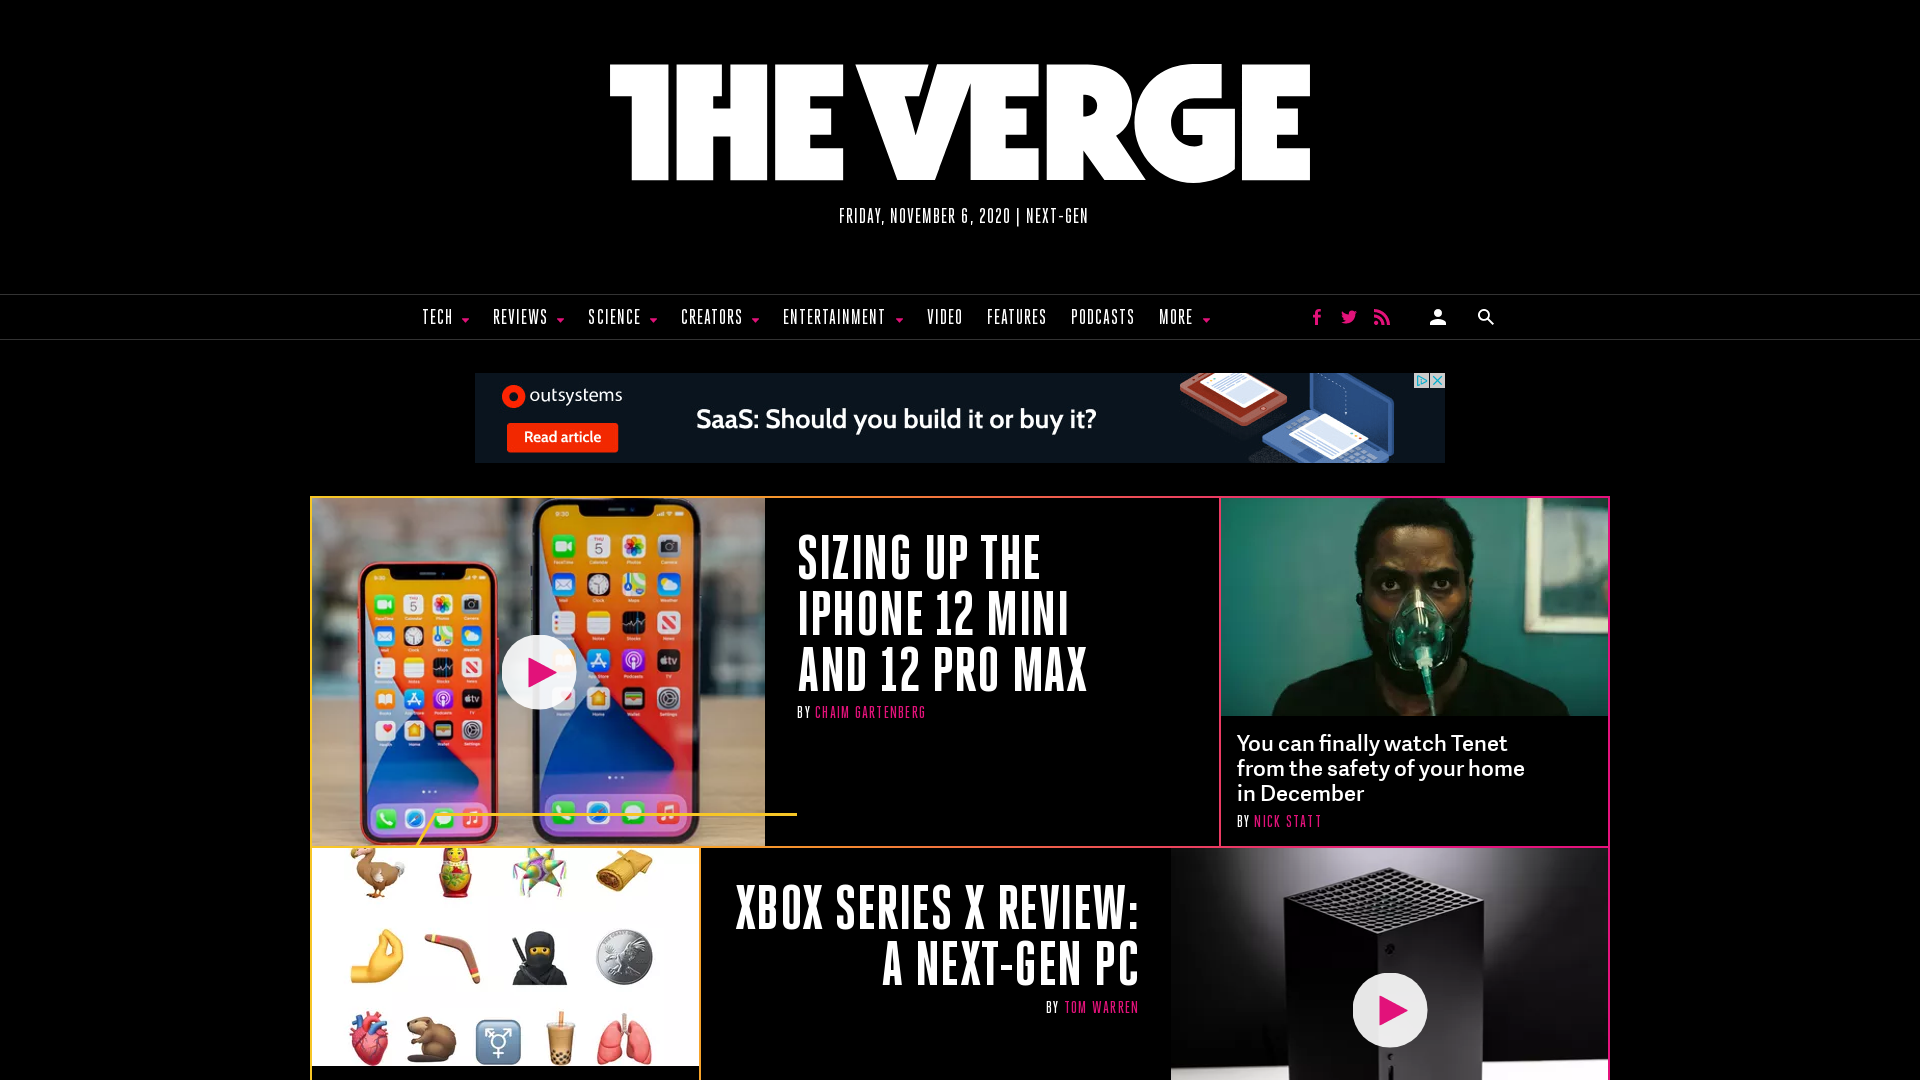 THE VERGE
FRIDAY, NOVEMBER 6, 2020 | NEXT-GEN
TECH REVIEWS SCIENCE CREATORS ENTERTAINMENT VIDEO FEATURES PODCASTS MORE
outsystems
Read article
SaaS: Should you build it or buy it?
SIZING UP THE
IPHONE 12 MINI
AND 12 PRO MAX
BY CHAIM GARTENBERG
You can finally watch Tenet
from the safety of your home
in December
BY NICK STATT
XBOX SERIES X REVIEW:
A NEXT-GEN PC
BY TOM WARREN